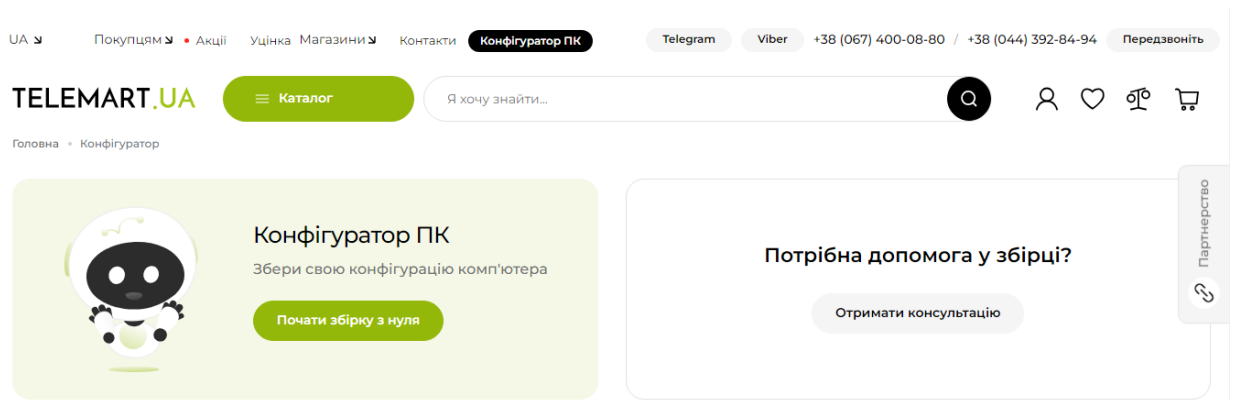 UA Покупцям Акції Уцінка Магазини Контакти Конфігуратор ПК Telegram Viber +38 (067) 400-08-80 / +38 (044) 392-84-94 Передзвоніть
TELEMART.UA Каталог Я хочу знайти...
Головна • Конфігуратор
Конфігуратор ПК
Збери свою конфігурацію комп'ютера
Почати збірку з нуля
Потрібна допомога у збірці?
Отримати консультацію
Партнерство